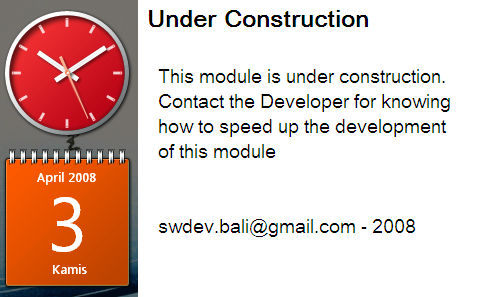 Under Construction
This module is under construction.
Contact the Developer for knowing
how to speed up the development
of this module
swdev.bali@gmail.com - 2008
April 2008
3
Kamis